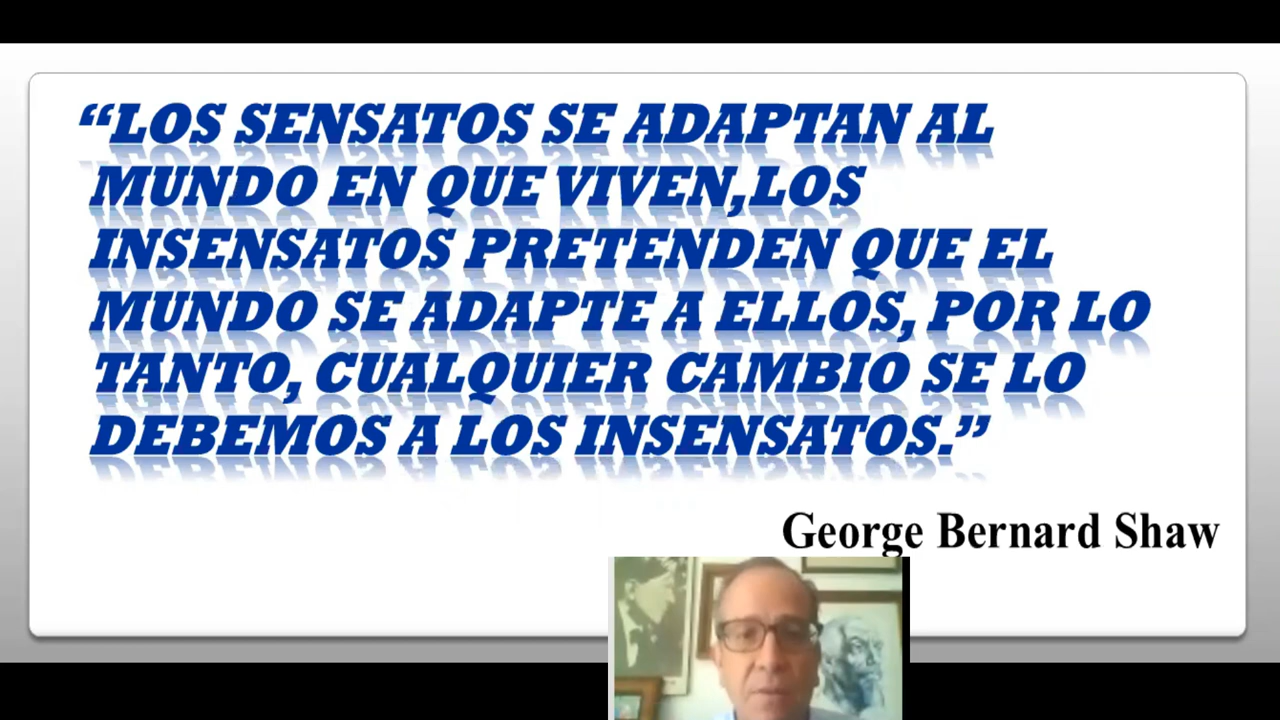 “LOS SENSATOS SE ADAPTAN AL
MUNDO EN QUE VIVEN,LOS
INSENSATOS PRETENDEN QUE EL
MUNDO SE ADAPTE A ELLOS, POR LO
TANTO, CUALQUIER CAMBIO SE LO
DEBEMOS A LOS INSENSATOS.”
George Bernard Shaw